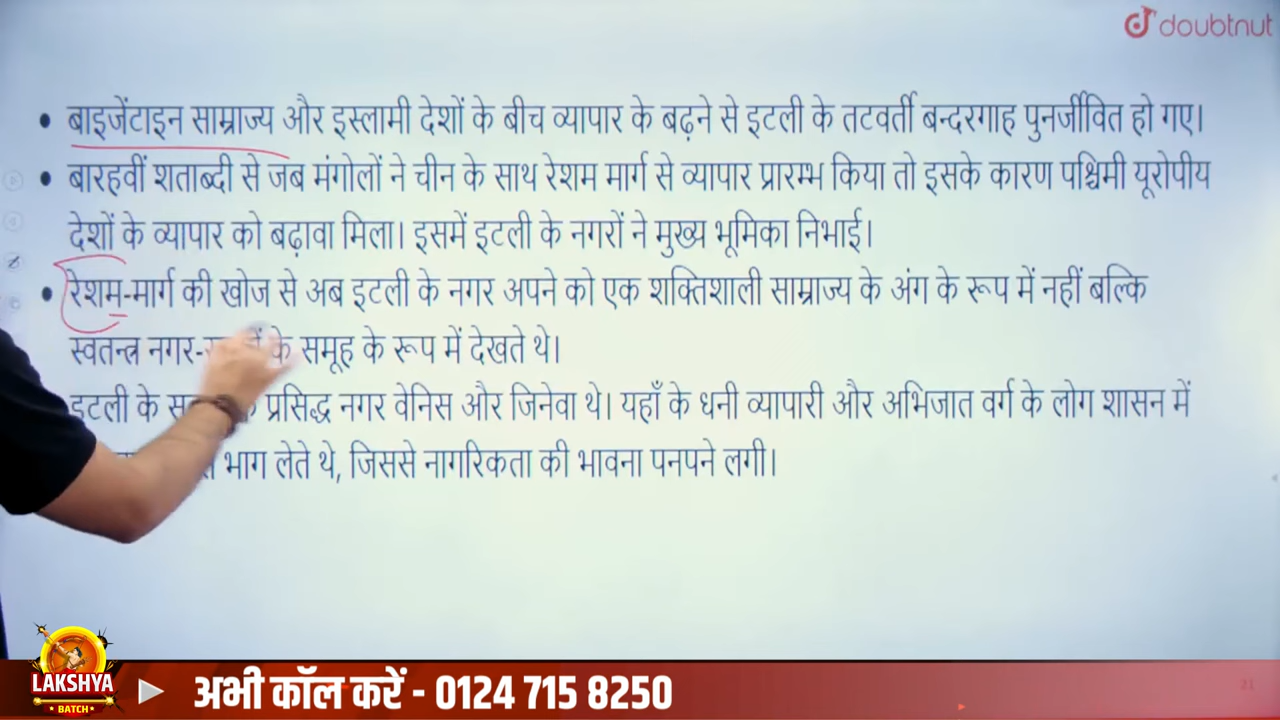 doubtnut
• बाइजेंटाइन साम्राज्य और इस्लामी देशों के बीच व्यापार के बढ़ने से इटली के तटवर्ती बन्दरगाह पुनर्जीवित हो गए।
• बारहवीं शताब्दी से जब मंगोलों ने चीन के साथ रेशम मार्ग से व्यापार प्रारम्भ किया तो इसके कारण पश्चिमी यूरोपीय
देशों के व्यापार को बढ़ावा मिला। इसमें इटली के नगरों ने मुख्य भूमिका निभाई।
• रेशम-मार्ग की खोज से अब इटली के नगर अपने को एक शक्तिशाली साम्राज्य के अंग के रूप में नहीं बल्कि
स्वतन्त्र नगर- के समूह के रूप में देखते थे।
इटली के प्रसिद्ध नगर वेनिस और जिनेवा थे। यहाँ के धनी व्यापारी और अभिजात वर्ग के लोग शासन में
भाग लेते थे, जिससे नागरिकता की भावना पनपने लगी।
LAKSHYA
BATCH
अभी कॉल करें - 0124 715 8250
21